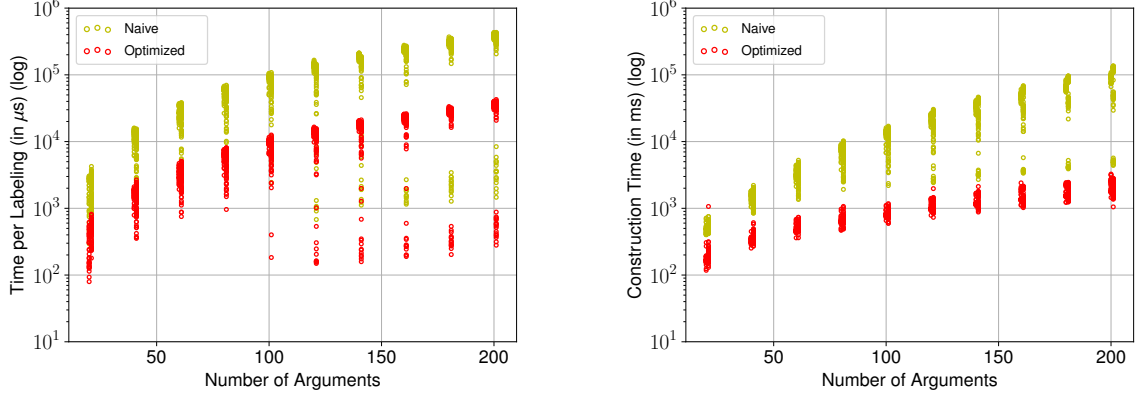 Time per Labeling (in μs) (log)
10^6
10^5
10^4
10^3
10^2
10^1
Naive
Optimized
50
100
150
200
Number of Arguments
Construction Time (in ms) (log)
10^6
10^5
10^4
10^3
10^2
10^1
Naive
Optimized
50
100
150
200
Number of Arguments